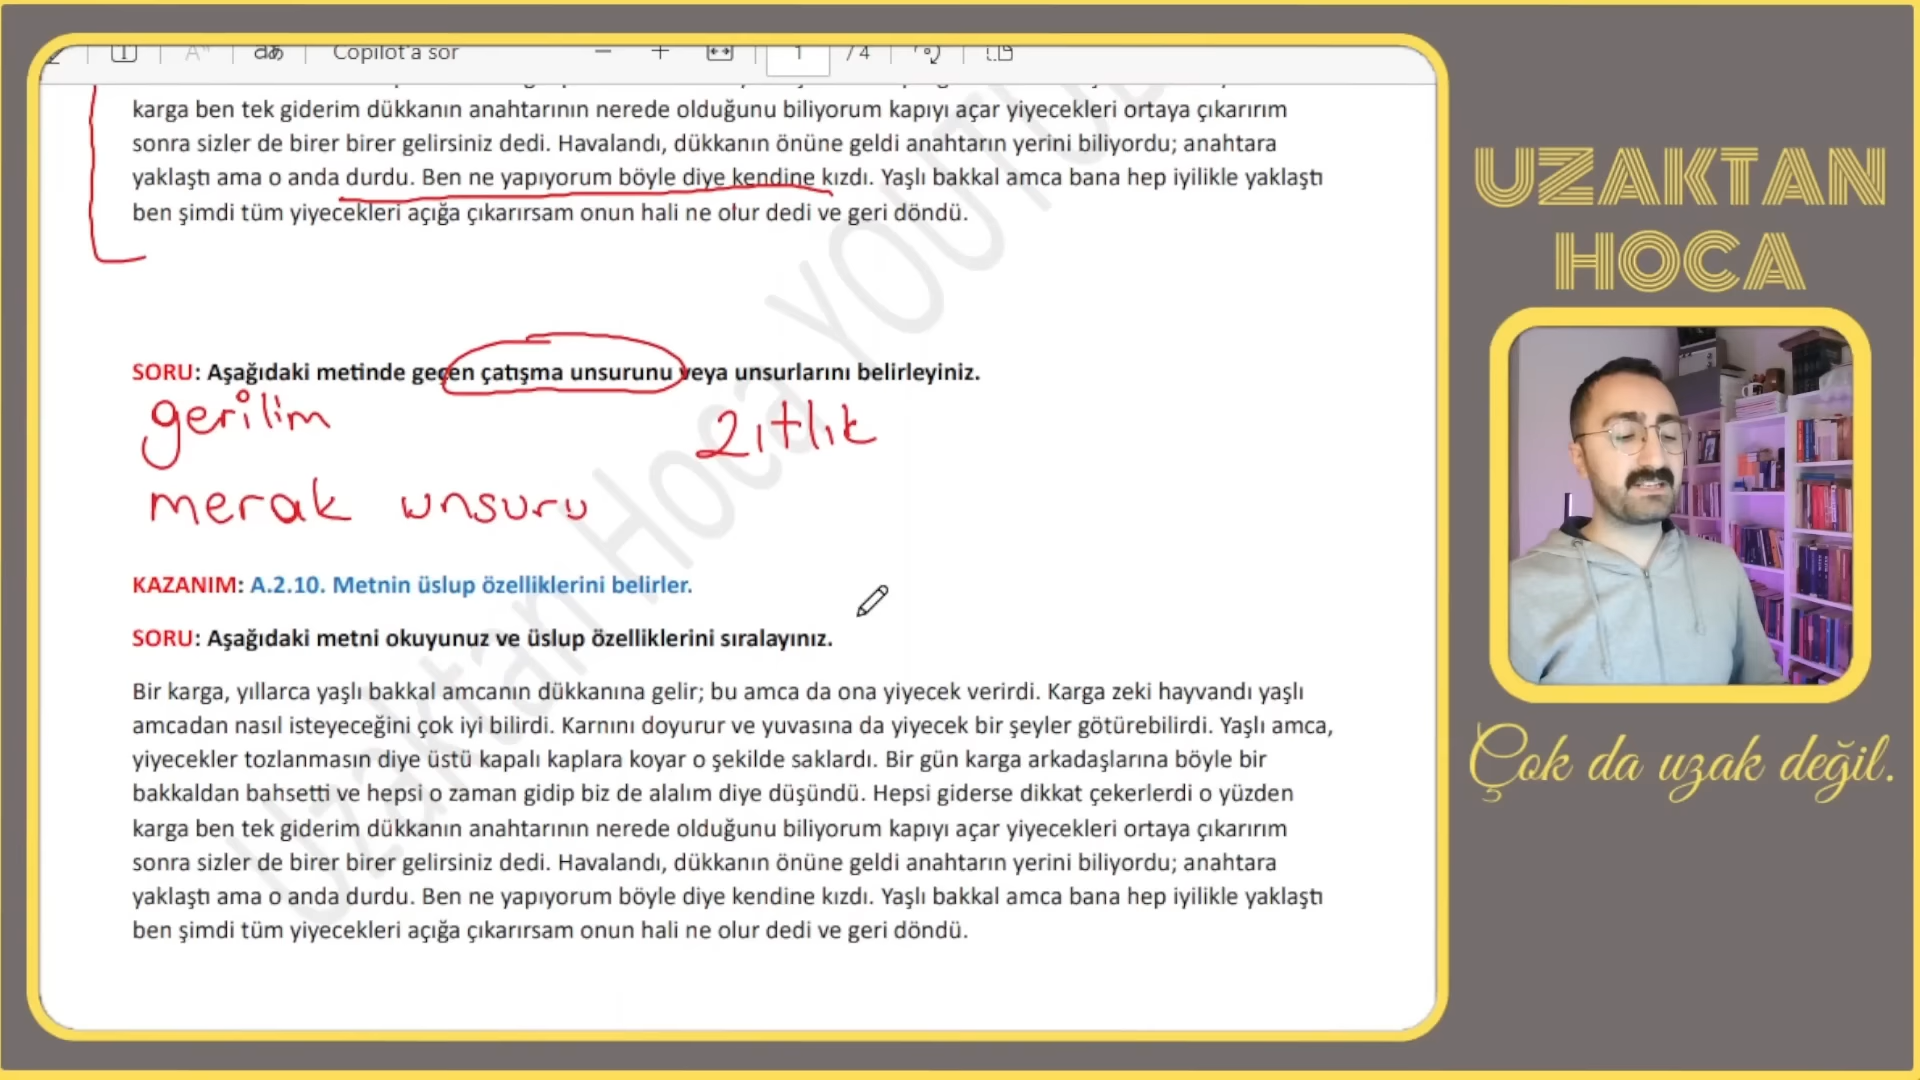 Copilot'a sor
1 / 4
karga ben tek giderim dükkanın anahtarının nerede olduğunu biliyorum kapıyı açar yiyecekleri ortaya çıkarırım
sonra sizler de birer birer gelirsiniz dedi. Havalandı, dükkanın önüne geldi anahtarın yerini biliyordu; anahtara
yaklaştı ama o anda durdu. Ben ne yapıyorum böyle diye kendine kızdı. Yaşlı bakkal amca bana hep iyilikle yaklaştı
ben şimdi tüm yiyecekleri açığa çıkarırsam onun hali ne olur dedi ve geri döndü.
SORU: Aşağıdaki metinde geçen çatışma unsurunu veya unsurlarını belirleyiniz.
gerilim
zıtlık
merak unsuru
KAZANIM: A.2.10. Metnin üslup özelliklerini belirler.
SORU: Aşağıdaki metni okuyunuz ve üslup özelliklerini sıralayınız.
Bir karga, yıllarca yaşlı bakkal amcanın dükkanına gelir; bu amca da ona yiyecek verirdi. Karga zeki hayvandı yaşlı
amcadan nasıl isteyeceğini çok iyi bilirdi. Karnını doyurur ve yuvasına da yiyecek bir şeyler götürebilirdi. Yaşlı amca,
yiyecekler tozlanmasın diye üstü kapalı kaplara koyar o şekilde saklardı. Bir gün karga arkadaşlarına böyle bir
bakkaldan bahsetti ve hepsi o zaman gidip biz de alalım diye düşündü. Hepsi giderse dikkat çekerlerdi o yüzden
karga ben tek giderim dükkanın anahtarının nerede olduğunu biliyorum kapıyı açar yiyecekleri ortaya çıkarırım
sonra sizler de birer birer gelirsiniz dedi. Havalandı, dükkanın önüne geldi anahtarın yerini biliyordu; anahtara
yaklaştı ama o anda durdu. Ben ne yapıyorum böyle diye kendine kızdı. Yaşlı bakkal amca bana hep iyilikle yaklaştı
ben şimdi tüm yiyecekleri açığa çıkarırsam onun hali ne olur dedi ve geri döndü.
Uzaktan Hoca
UZAKTAN
HOCA
Çok da uzak değil.